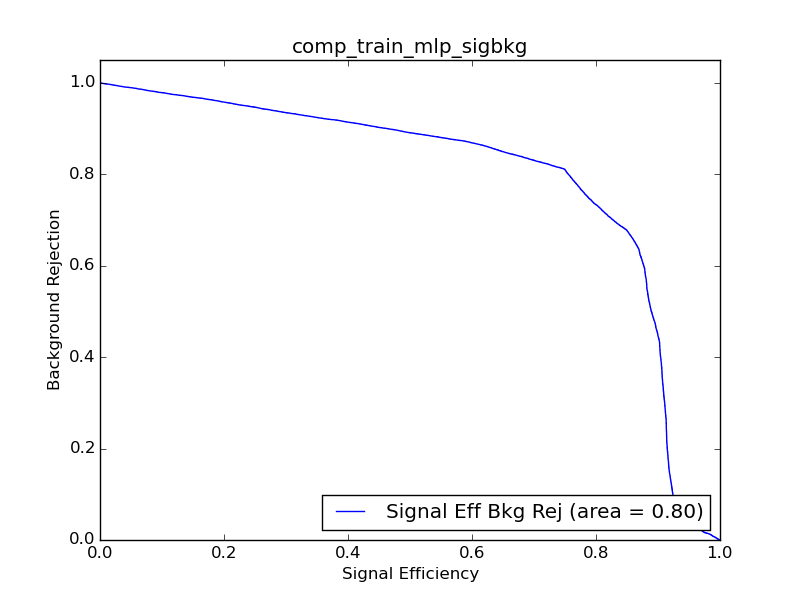 comp_train_mlp_sigbkg
1.0
0.8
0.6
0.4
0.2
0.0
Background Rejection
Signal Eff Bkg Rej (area = 0.80)
0.0 0.2 0.4 0.6 0.8 1.0
Signal Efficiency